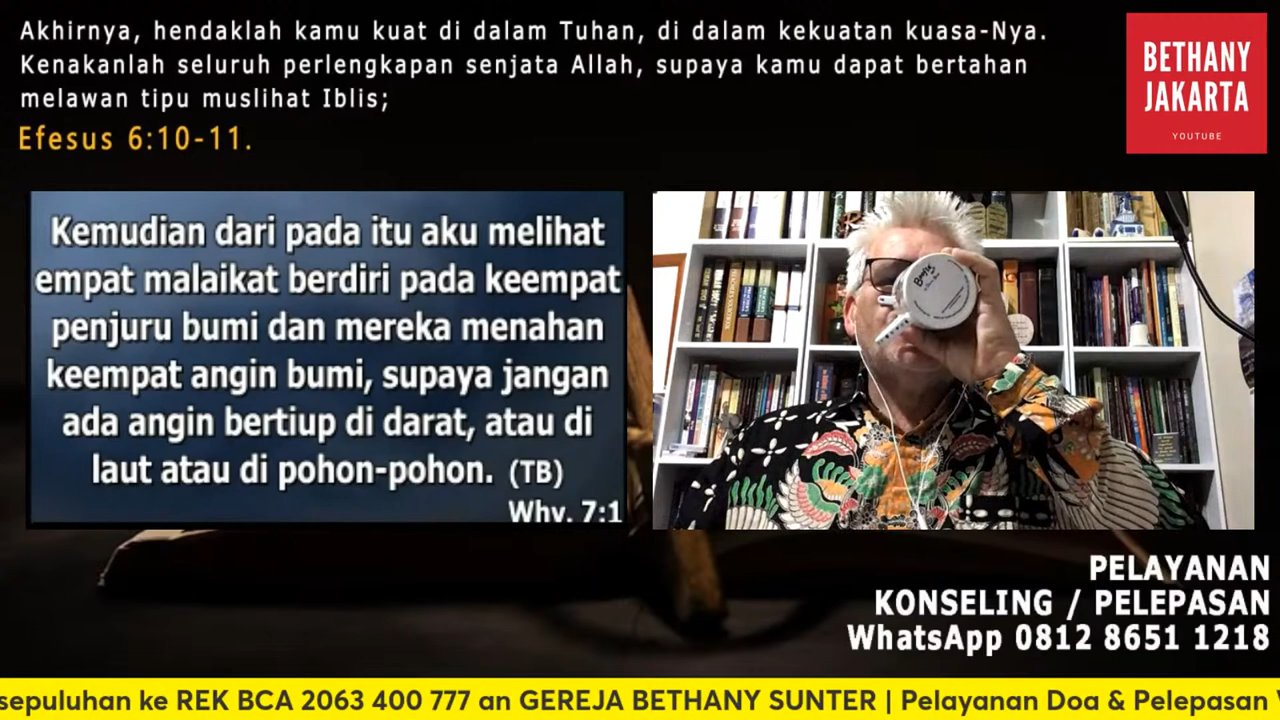 Akhirnya, hendaklah kamu kuat di dalam Tuhan, di dalam kekuatan kuasa-Nya.
Kenakanlah seluruh perlengkapan senjata Allah, supaya kamu dapat bertahan
melawan tipu muslihat Iblis;
Efesus 6:10-11.
BETHANY
JAKARTA
YOUTUBE
Kemudian dari pada itu aku melihat
empat malaikat berdiri pada keempat
penjuru bumi dan mereka menahan
keempat angin bumi, supaya jangan
ada angin bertiup di darat, atau di
laut atau di pohon-pohon. (TB)
Why. 7:1
PELAYANAN
KONSELING / PELEPASAN
WhatsApp 0812 8651 1218
sepuluhan ke REK BCA 2063 400 777 an GEREJA BETHANY SUNTER | Pelayanan Doa & Pelepasan